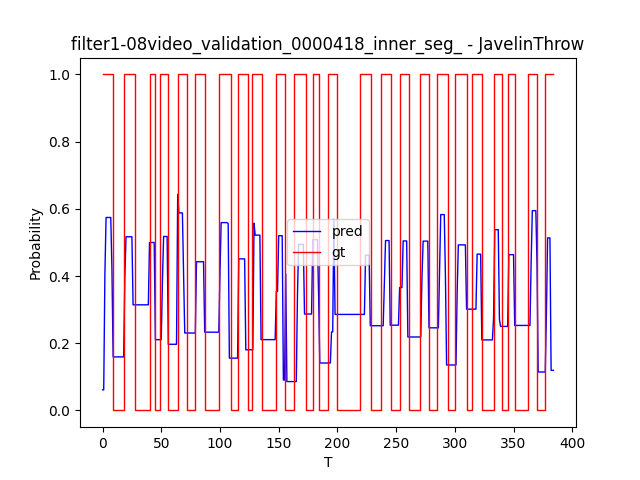 filter1-08video_validation_0000418_inner_seg_ - JavelinThrow
1.0
0.8
0.6
0.4
0.2
0.0
Probability
pred
gt
0 50 100 150 200 250 300 350 400
T